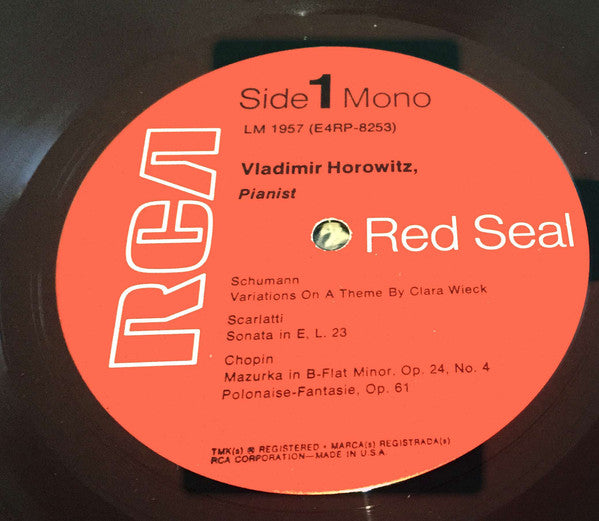 Side 1 Mono
LM 1957 (E4RP-8253)
Vladimir Horowitz,
Pianist
RCA
Red Seal
Schumann
Variations On A Theme By Clara Wieck
Scarlatti
Sonata in E, L. 23
Chopin
Mazurka in B-Flat Minor. Op. 24, No. 4
Polonaise-Fantasie, Op. 61
TMK(s) ® REGISTERED • MARCA(s) REGISTRADA(s)
RCA CORPORATION—MADE IN U.S.A.